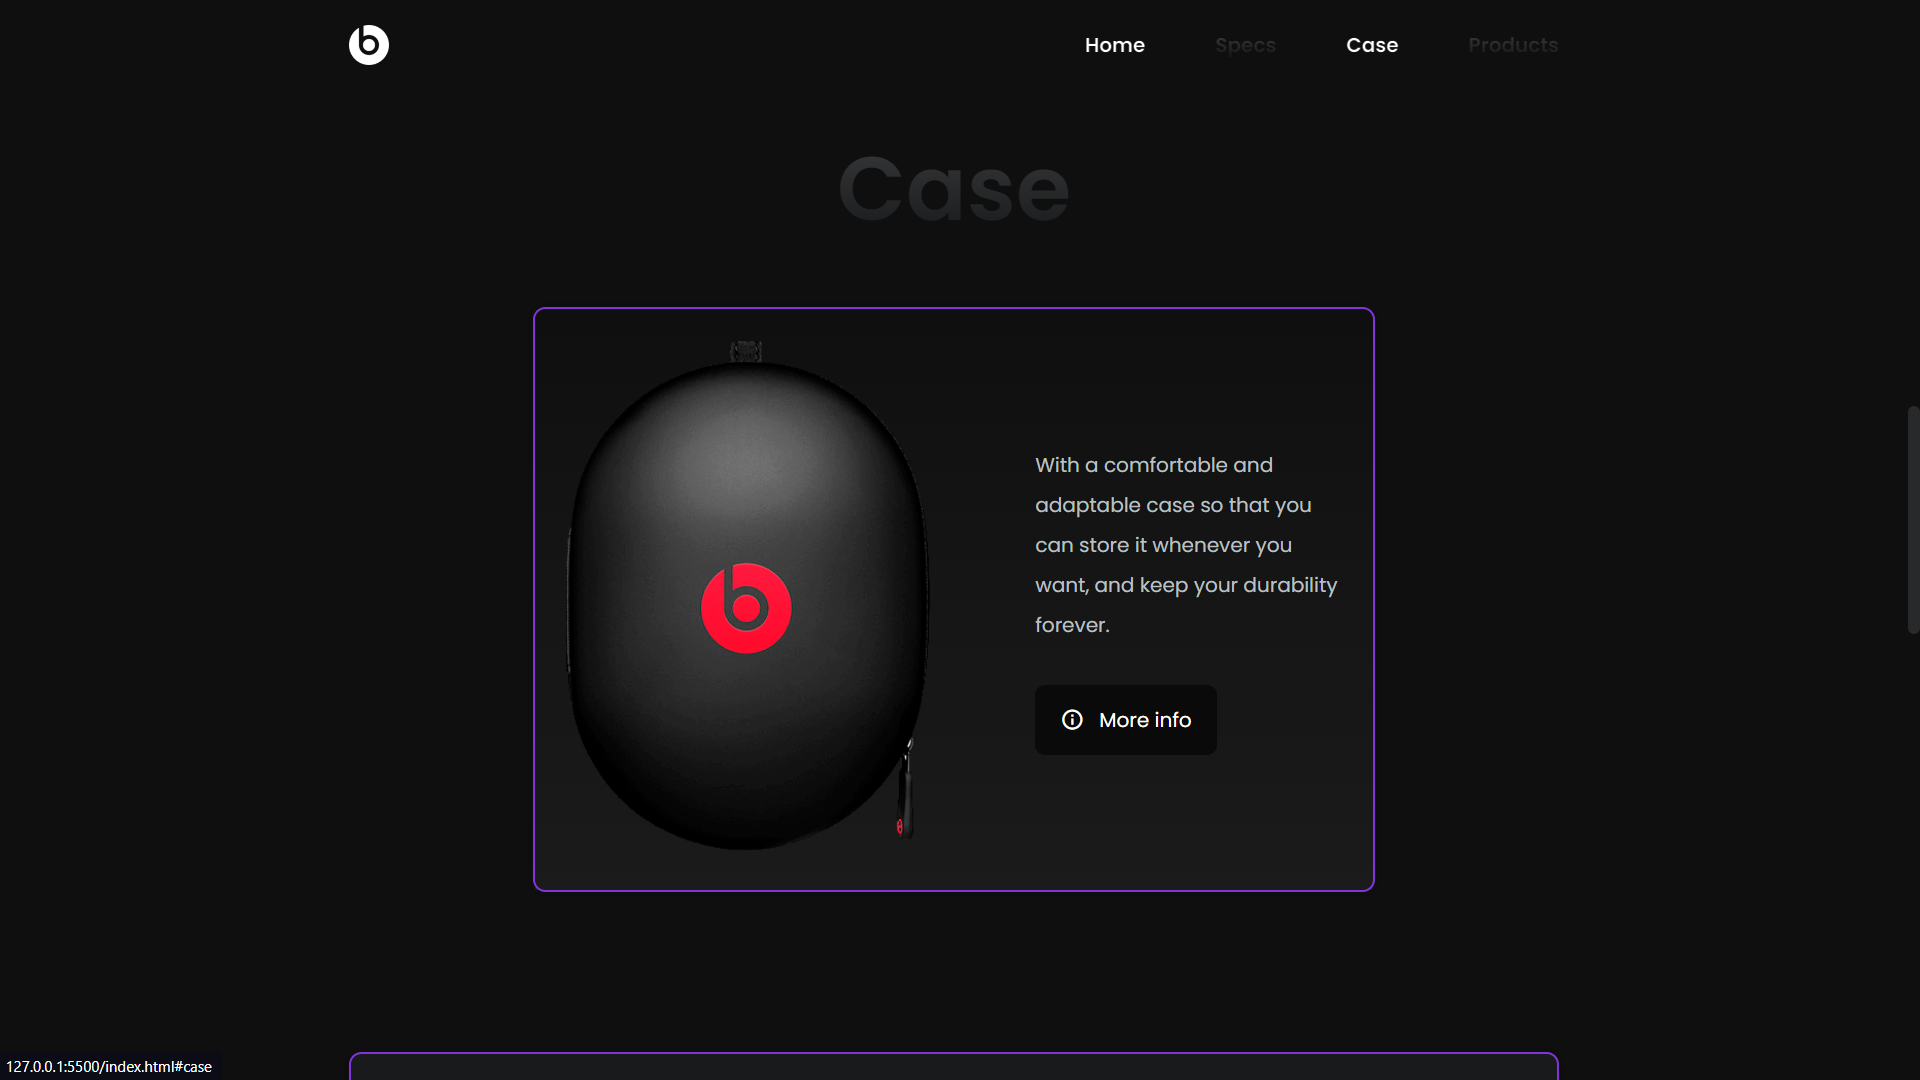 Home Specs Case Products
Case
With a comfortable and
adaptable case so that you
can store it whenever you
want, and keep your durability
forever.
More info
127.0.0.1:5500/index.html#case